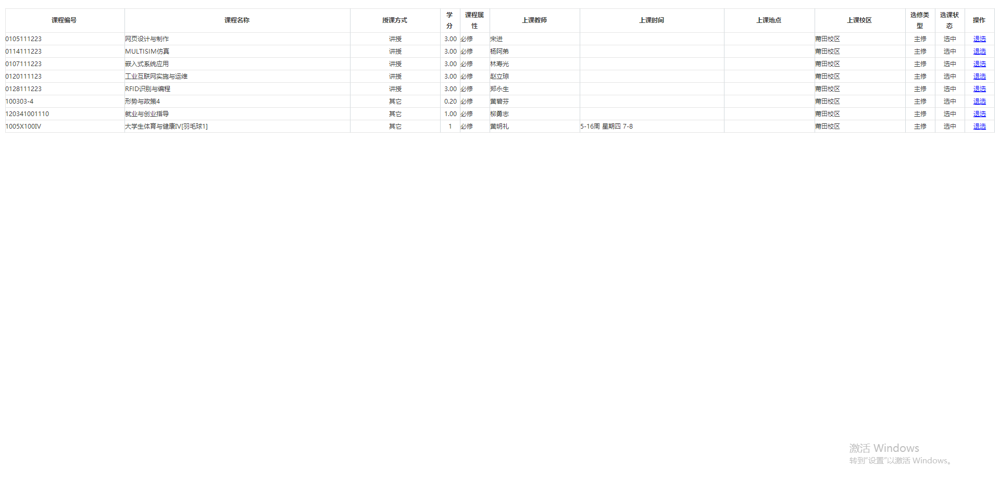 课程编号 课程名称 授课方式 学分 课程属性 上课教师 上课时间 上课地点 上课校区 选修类型 选课状态 操作
0105111223 网页设计与制作 讲授 3.00 必修 宋进 莆田校区 主修 选中 退选
0114111223 MULTISIM仿真 讲授 3.00 必修 杨阿弟 莆田校区 主修 选中 退选
0107111223 嵌入式系统应用 讲授 3.00 必修 林寿光 莆田校区 主修 选中 退选
0120111123 工业互联网实施与运维 讲授 3.00 必修 赵立琼 莆田校区 主修 选中 退选
0128111223 RFID识别与编程 讲授 3.00 必修 郑永生 莆田校区 主修 选中 退选
100303-4 形势与政策4 其它 0.20 必修 黄碧芬 莆田校区 主修 选中 退选
120341001110 就业与创业指导 其它 1.00 必修 柳勇志 莆田校区 主修 选中 退选
1005X100IV 大学生体育与健康IV[羽毛球1] 其它 1 必修 黄明礼 5-16周 星期四 7-8 莆田校区 主修 选中 退选
激活 Windows
转到"设置"以激活 Windows。